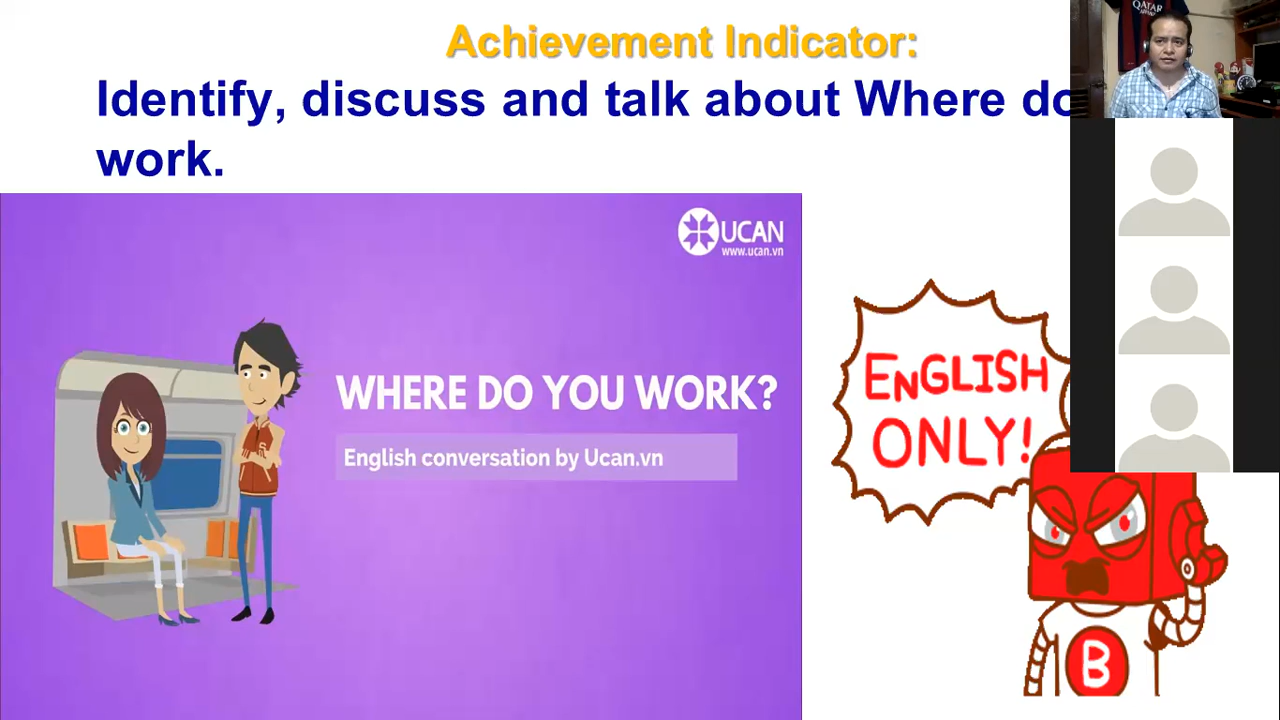 Achievement Indicator:
Identify, discuss and talk about Where do
work.
UCAN
www.ucan.vn
WHERE DO YOU WORK?
English conversation by Ucan.vn
ENGLISH
ONLY!
B
QATAR